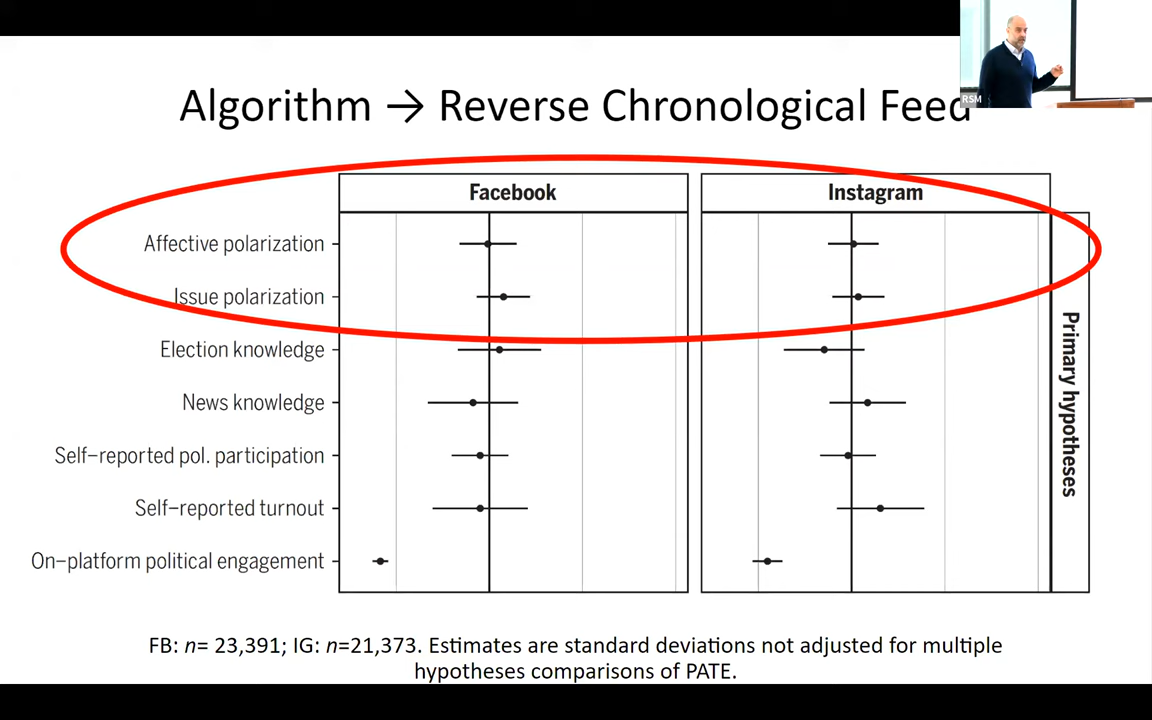 RSM
Algorithm → Reverse Chronological Feed
Facebook
Instagram
Affective polarization
Issue polarization
Election knowledge
News knowledge
Self−reported pol. participation
Self−reported turnout
On−platform political engagement
Primary hypotheses
FB: n= 23,391; IG: n=21,373. Estimates are standard deviations not adjusted for multiple
hypotheses comparisons of PATE.